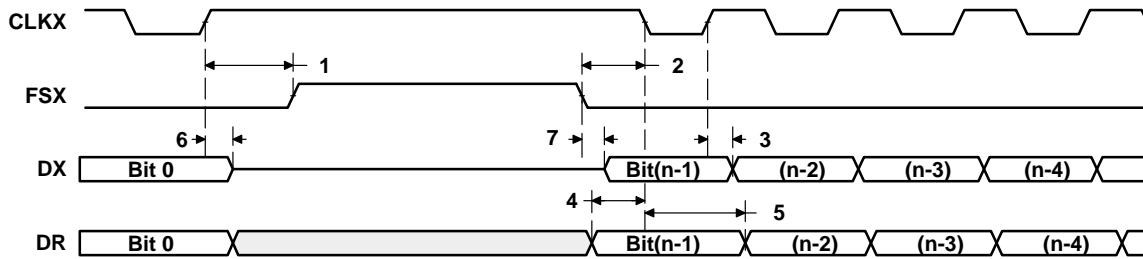 CLKX
1 2
FSX
6 7 3
DX Bit 0 Bit(n-1) (n-2) (n-3) (n-4)
4 5
DR Bit 0 Bit(n-1) (n-2) (n-3) (n-4)